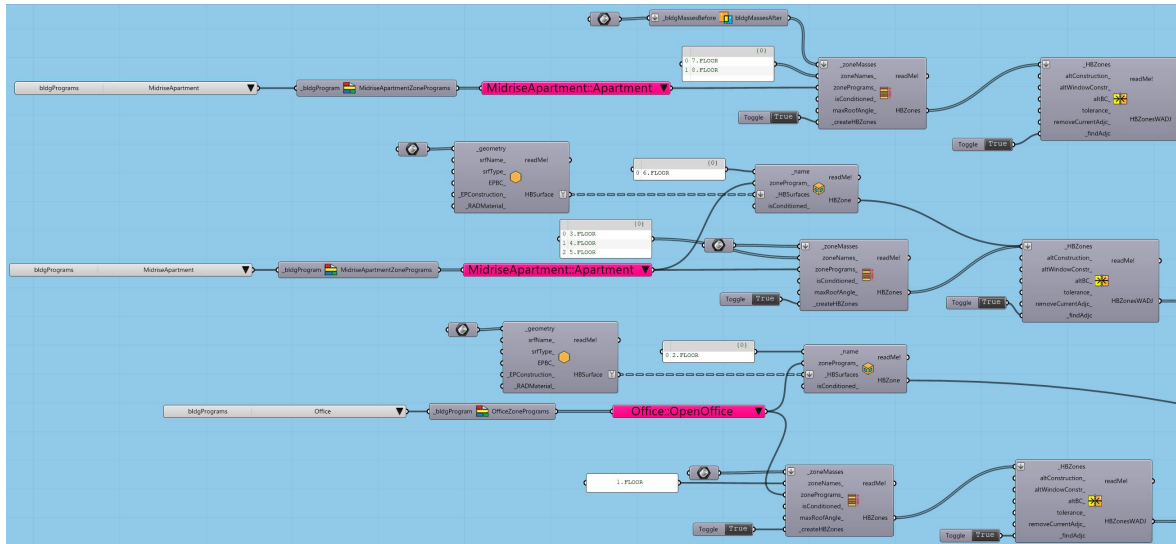 _bldgMassesBefore bldgMassesAfter
{0}
0 7.FLOOR
1 8.FLOOR
_zoneMasses
zoneNames_
zonePrograms_
isConditioned_
maxRoofAngle_
_createHBZones
readMe!
HBZones
_HBZones
altConstruction_
altWindowConstr_
altBC_
tolerance_
removeCurrentAdjc_
_findAdjc
readMe!
HBZonesWADJ
bldgPrograms MidriseApartment
_bldgProgram MidriseApartmentZonePrograms
MidriseApartment::Apartment
Toggle True
Toggle True
_geometry
srfName_
srfType_
EPBC_
_EPConstruction_
_RADMaterial_
readMe!
HBSurface
{0}
0 6.FLOOR
_name
zoneProgram_
_HBSurfaces
isConditioned_
readMe!
HBZone
{0}
0 3.FLOOR
1 4.FLOOR
2 5.FLOOR
_zoneMasses
zoneNames_
zonePrograms_
isConditioned_
maxRoofAngle_
_createHBZones
readMe!
HBZones
_HBZones
altConstruction_
altWindowConstr_
altBC_
tolerance_
removeCurrentAdjc_
_findAdjc
readMe!
HBZonesWADJ
bldgPrograms MidriseApartment
_bldgProgram MidriseApartmentZonePrograms
MidriseApartment::Apartment
Toggle True
Toggle True
_geometry
srfName_
srfType_
EPBC_
_EPConstruction_
_RADMaterial_
readMe!
HBSurface
{0}
0 2.FLOOR
_name
zoneProgram_
_HBSurfaces
isConditioned_
readMe!
HBZone
bldgPrograms Office
_bldgProgram OfficeZonePrograms
Office::OpenOffice
1.FLOOR
_zoneMasses
zoneNames_
zonePrograms_
isConditioned_
maxRoofAngle_
_createHBZones
readMe!
HBZones
_HBZones
altConstruction_
altWindowConstr_
altBC_
tolerance_
removeCurrentAdjc_
_findAdjc
readMe!
HBZonesWADJ
Toggle True
Toggle True